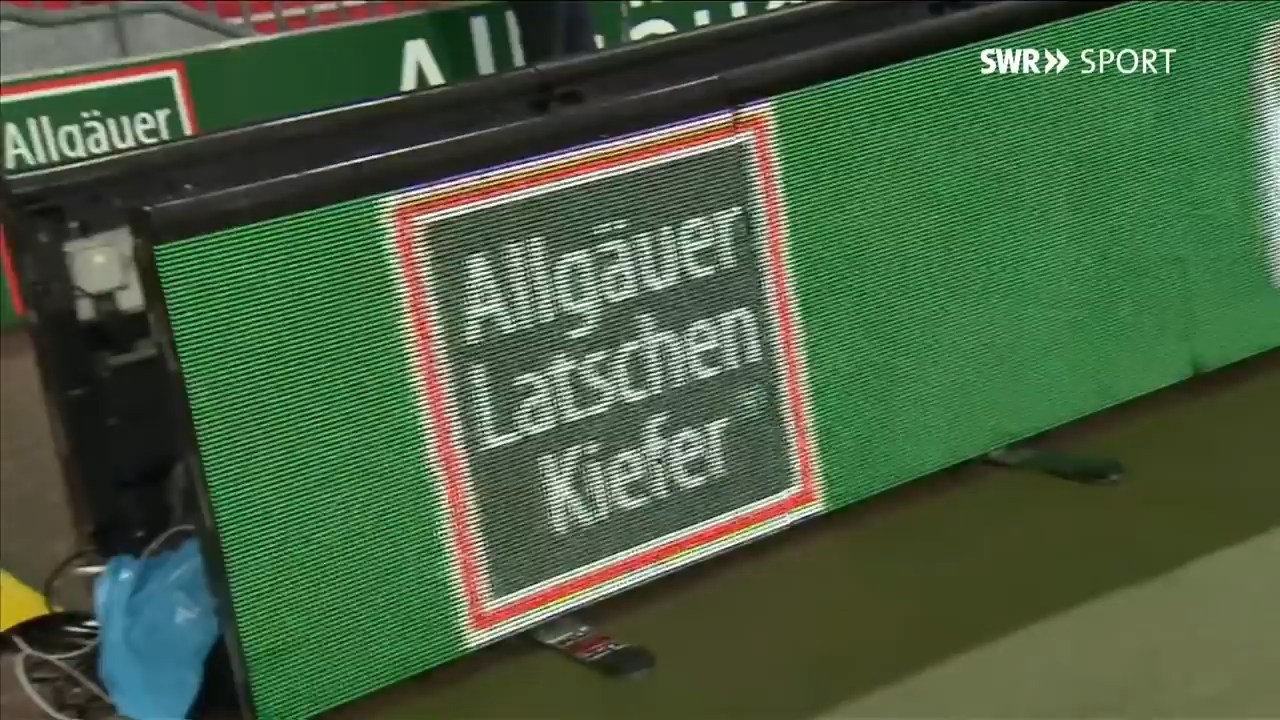 SWR» SPORT
Allgäuer
Allgäuer
Latschen
Kiefer